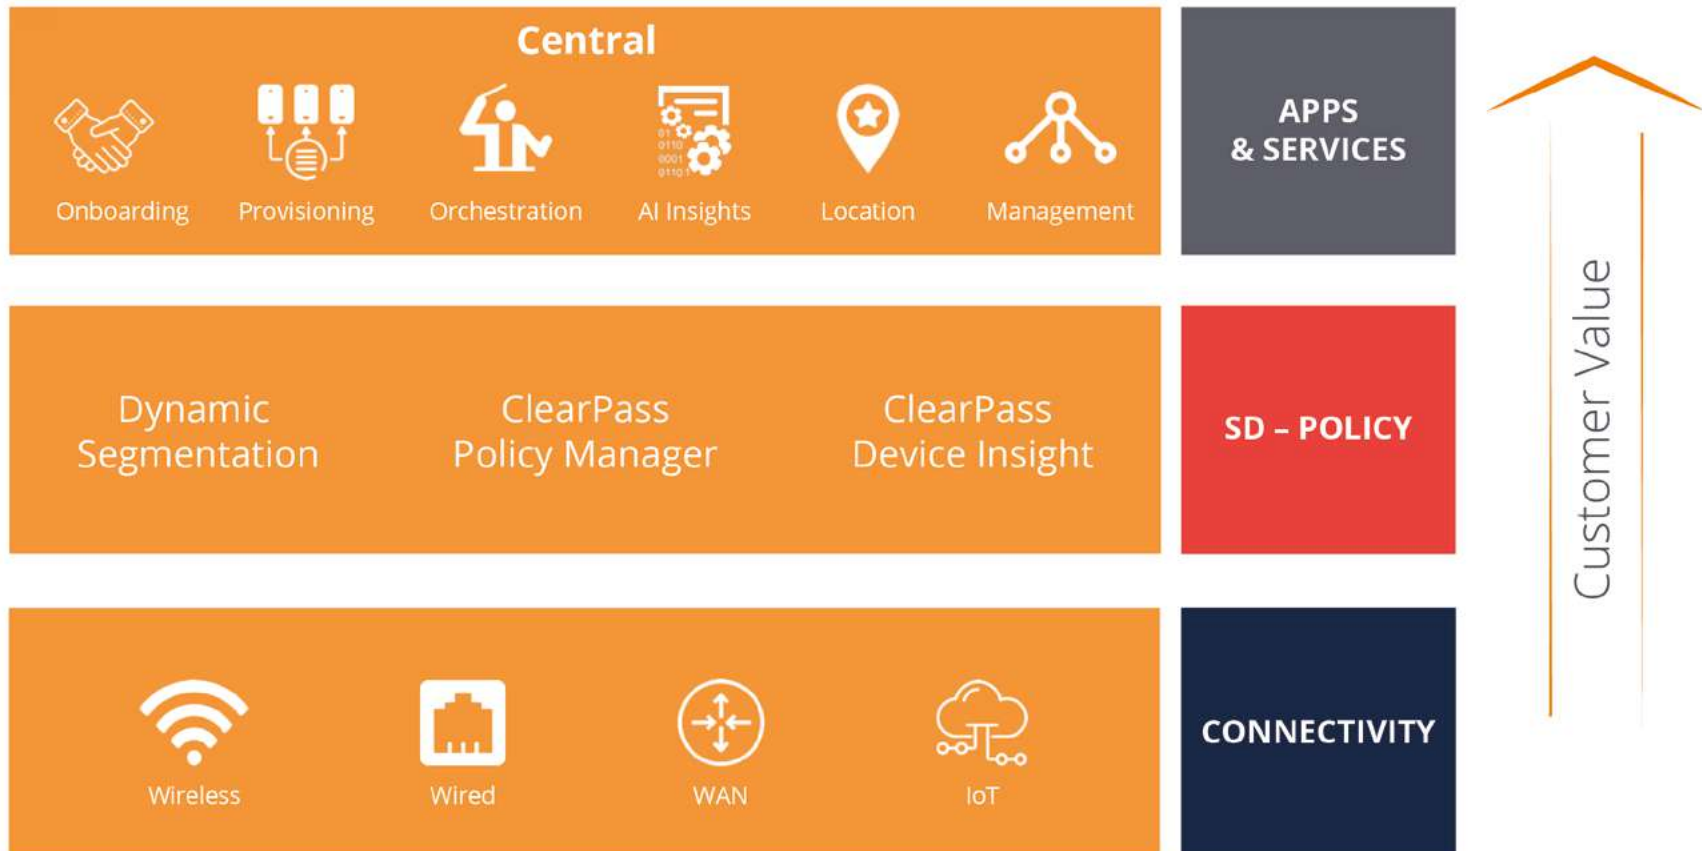 Central
Onboarding
Provisioning
Orchestration
AI Insights
Location
Management
APPS
& SERVICES
Dynamic
Segmentation
ClearPass
Policy Manager
ClearPass
Device Insight
SD – POLICY
Wireless
Wired
WAN
IoT
CONNECTIVITY
Customer Value